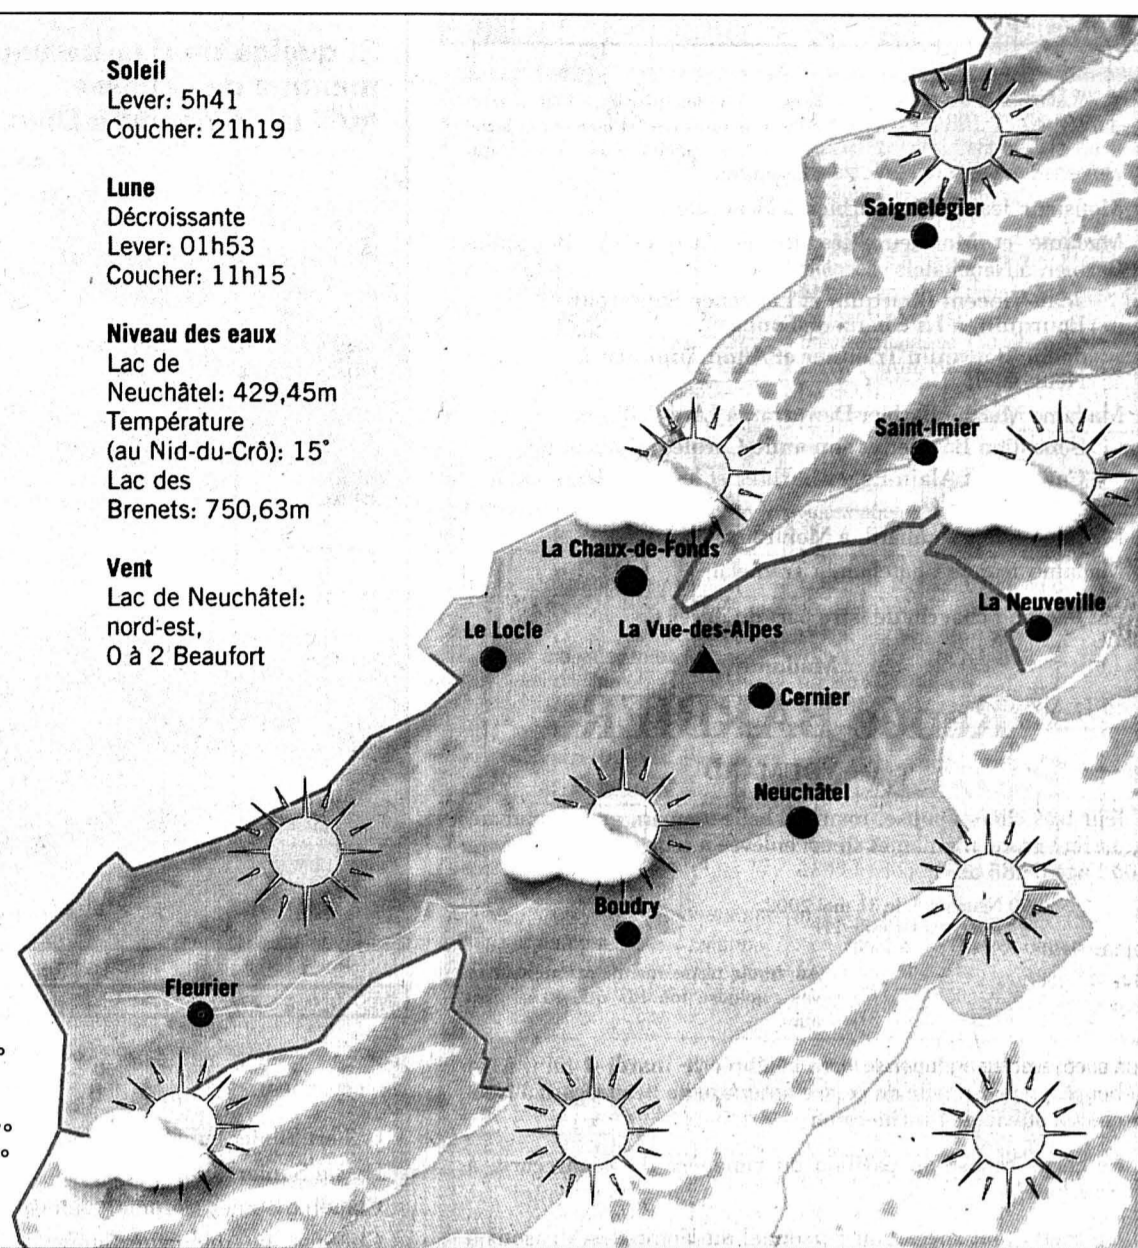 Soleil
Lever: 5h41
Coucher: 21h19
Lune
Décroissante
Lever: 01h53
Coucher: 11h15
Niveau des eaux
Lac de
Neuchâtel: 429,45m
Température
(au Nid-du-Crô): 15°
Lac des
Brenets: 750,63m
Vent
Lac de Neuchâtel:
nord-est,
0 à 2 Beaufort
Saignelégier
Saint-Imier
La Chaux-de-Fonds
La Neuveville
Le Locle
La Vue-des-Alpes
Cernier
Neuchâtel
Boudry
Fleurier